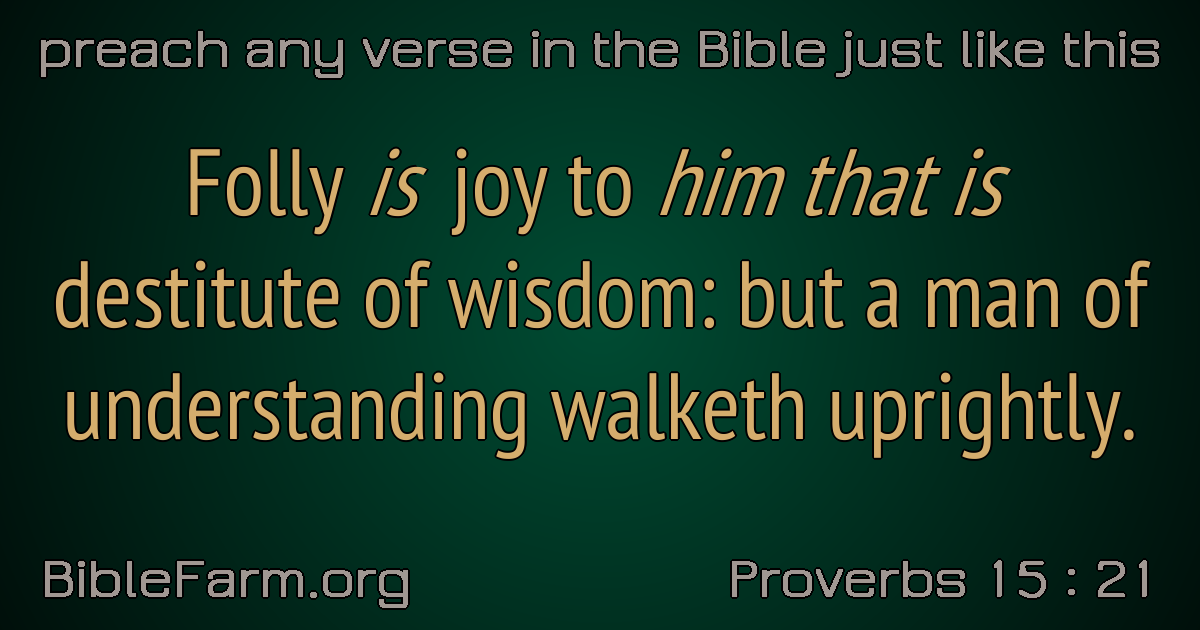 preach any verse in the Bible just like this
Folly is joy to him that is
destitute of wisdom: but a man of
understanding walketh uprightly.
BibleFarm.org
Proverbs 15 : 21